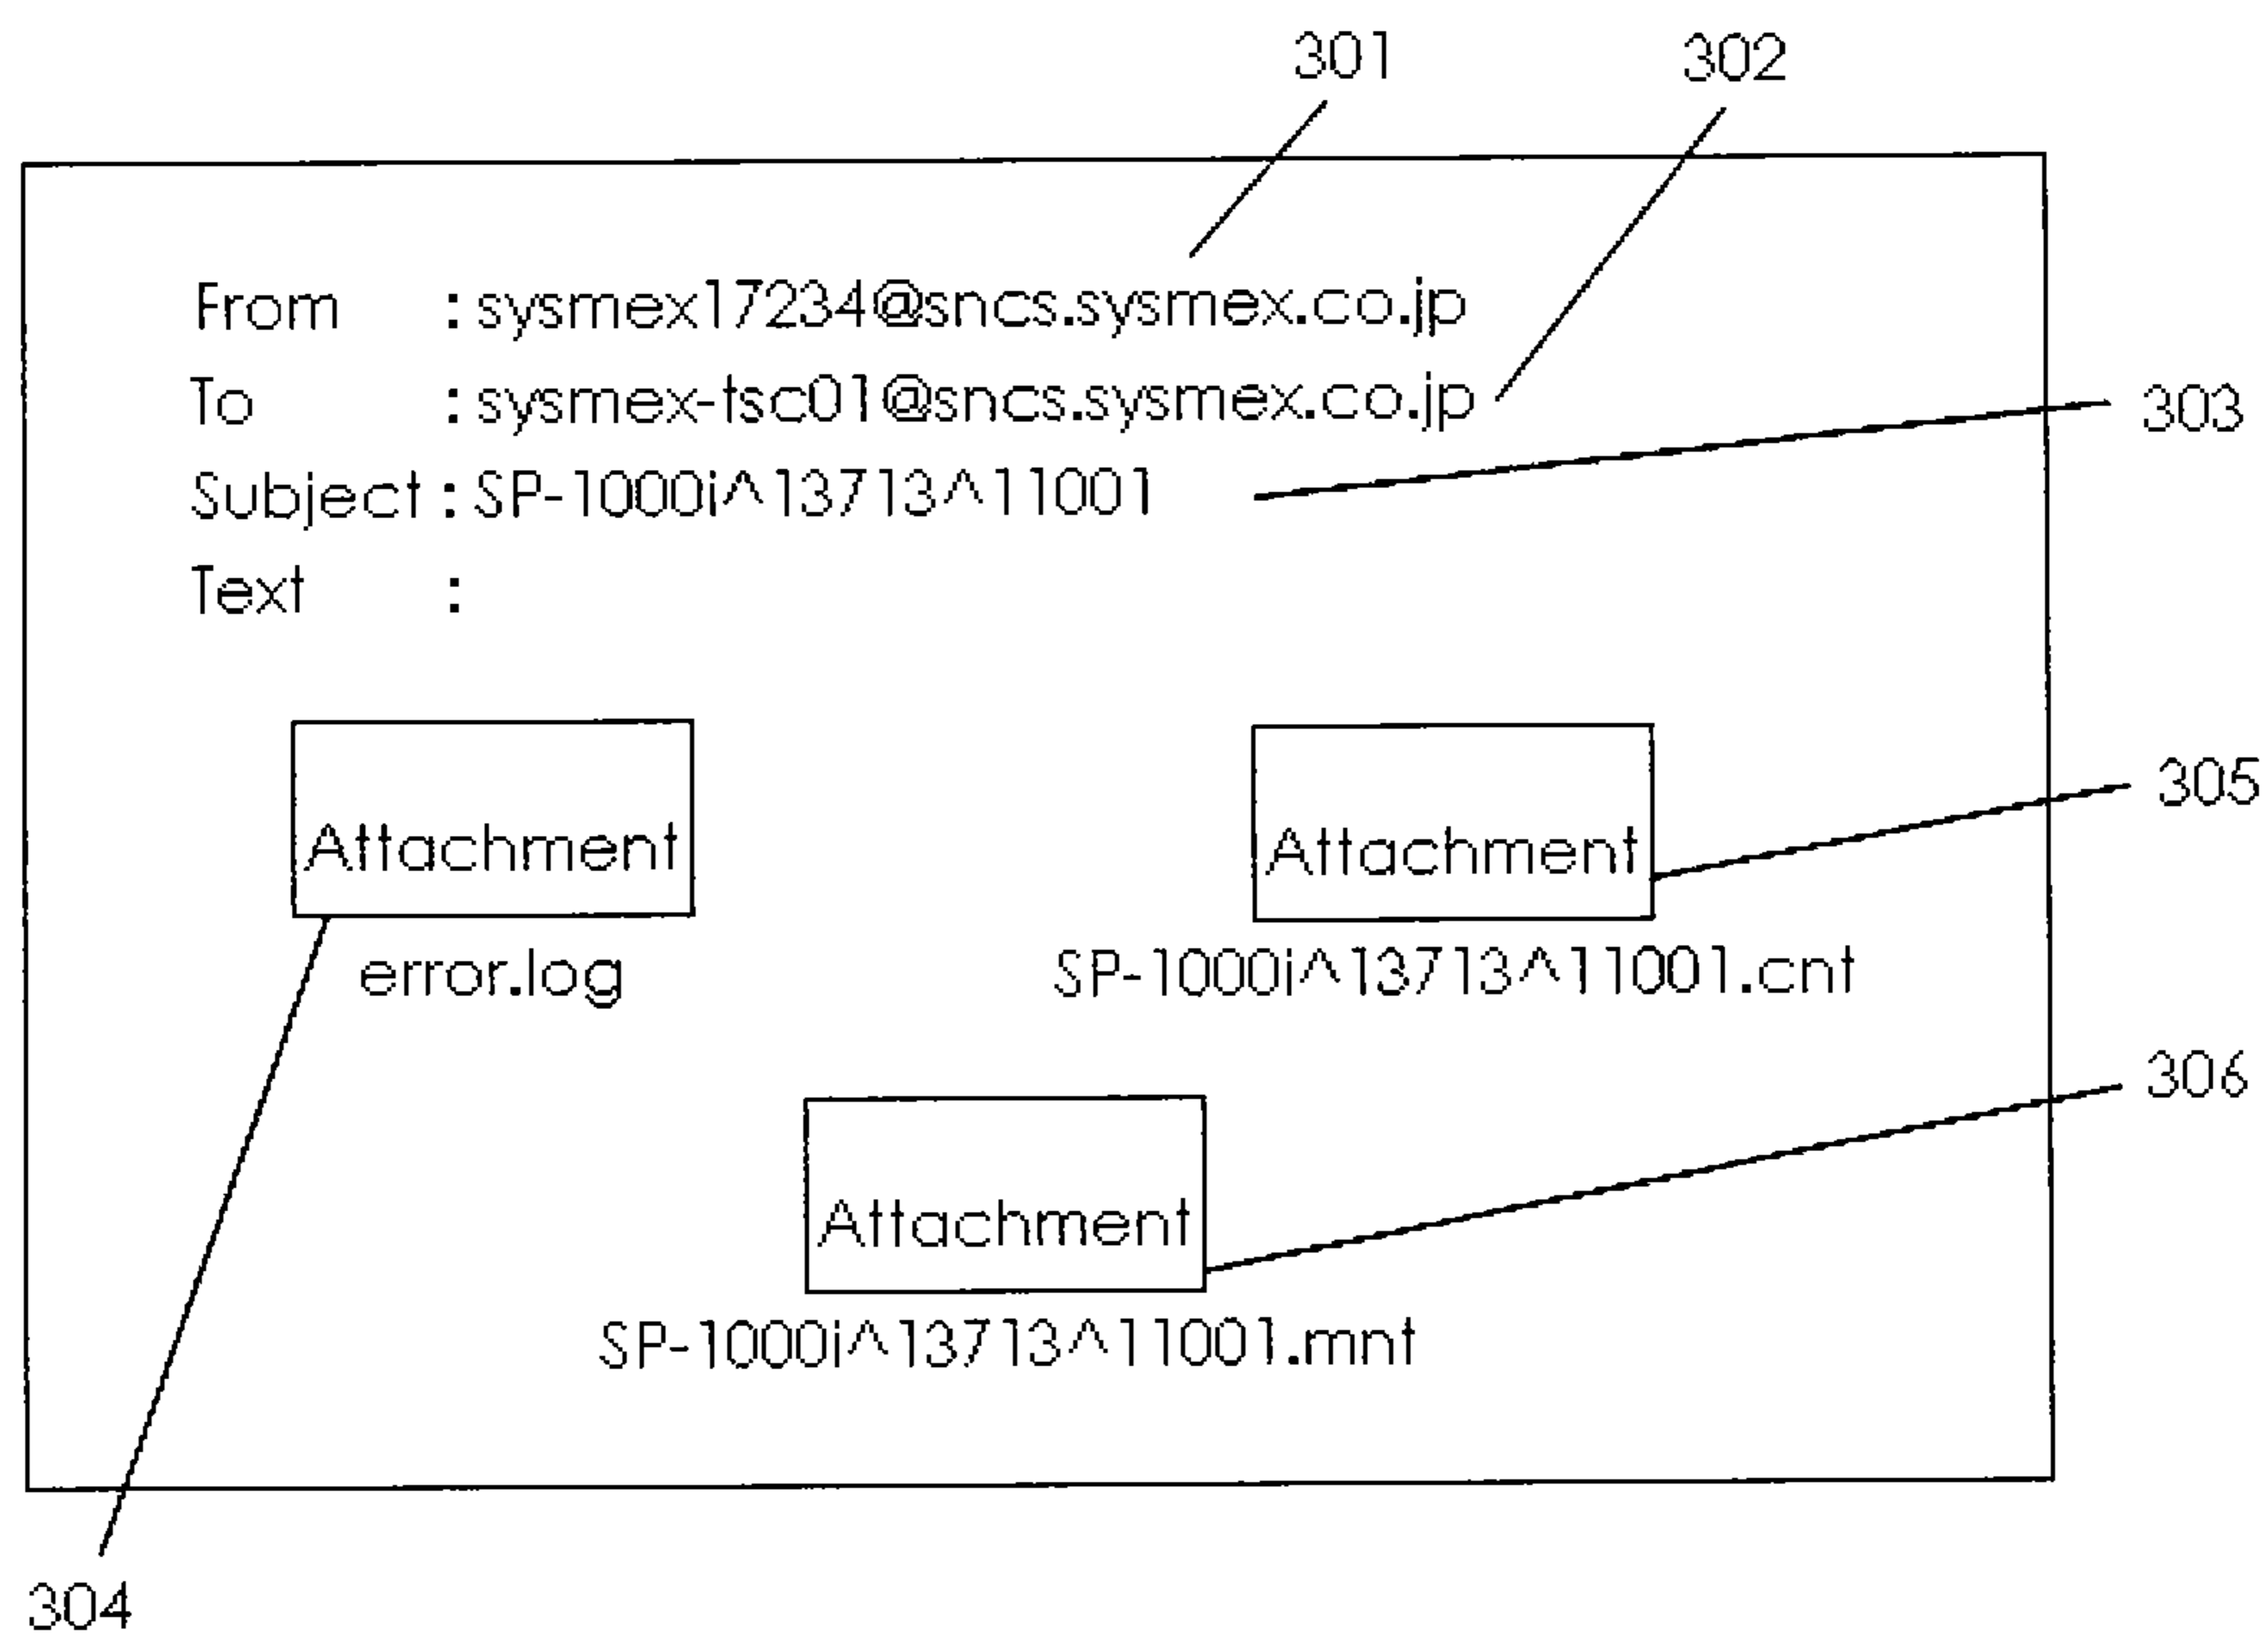 301
302
From : sysmex17234@sncs.sysmex.co.jp
To : sysmex-tsc01@sncs.sysmex.co.jp
303
Subject : SP-1000i^13713^11001
Text :
305
Attachment
Attachment
error.log
SP-1000i^13713^11001.cnt
306
Attachment
SP-1000i^13713^11001.mnt
304